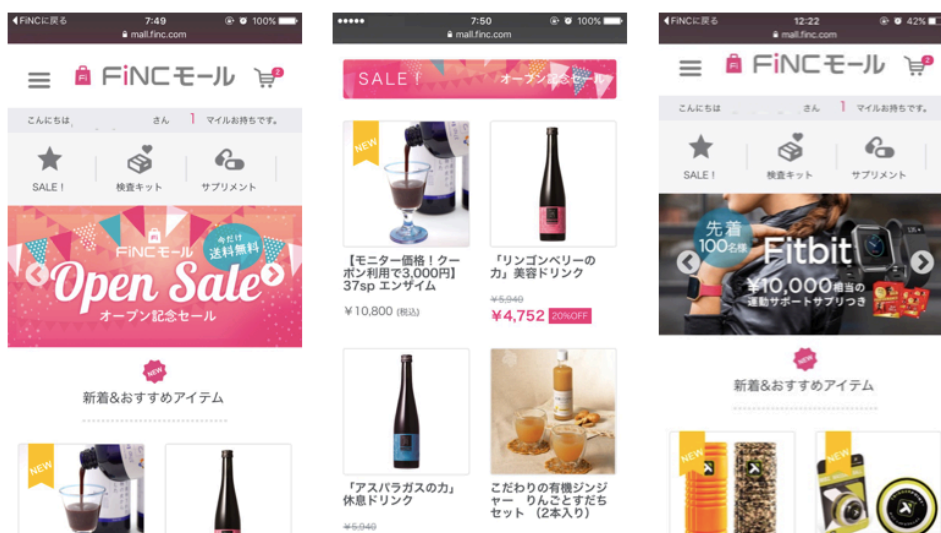 FiNCに戻る
7:49
100%
mall.finc.com
FiNCモール
2
こんにちは
さん
1 マイルお持ちです。
SALE！
検査キット
サプリメント
FiNCモール
今だけ
送料無料
Open Sale
オープン記念セール
NEW
新着&おすすめアイテム
NEW
7:50
100%
mall.finc.com
SALE！
オープン記念セール
NEW
【モニター価格！クー
ポン利用で3,000円】
37sp エンザイム
¥10,800 (税込)
「リンゴンベリーの
力」美容ドリンク
¥5,940
¥4,752 20%OFF
「アスパラガスの力」
休息ドリンク
¥5,940
こだわりの有機ジンジ
ャー りんごとすだち
セット （2本入り）
FiNCに戻る
12:22
42%
mall.finc.com
FiNCモール
2
こんにちは
さん
1 マイルお持ちです。
SALE！
検査キット
サプリメント
先着
100名様
Fitbit
¥10,000相当の
運動サポートサプリつき
NEW
新着&おすすめアイテム
NEW
NEW